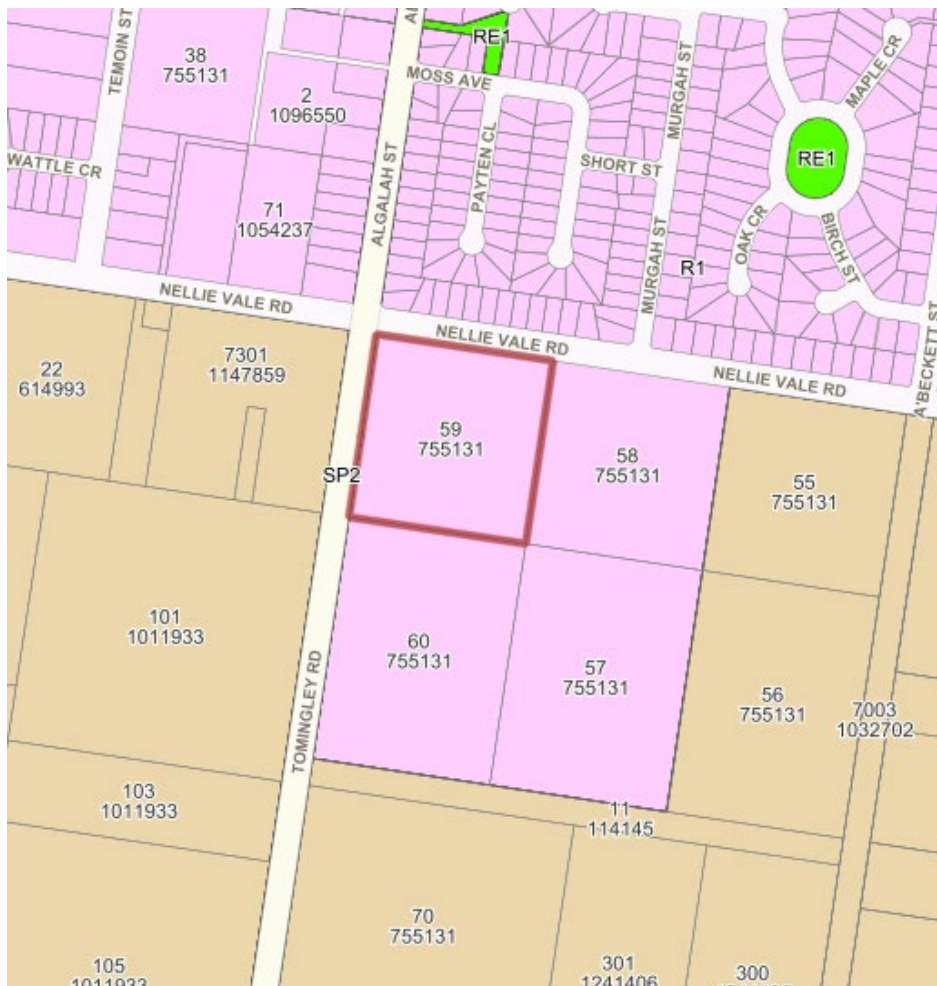 TEMOIN ST
38
755131
2
1096550
WATTLE CR
71
1054237
ALGALAH ST
RE1
MOSS AVE
PAYTEN CL
SHORT ST
MURGAH ST
MURGAH ST
MAPLE CR
RE1
OAK CR
BIRCH ST
R1
A'BECKETT ST
NELLIE VALE RD
NELLIE VALE RD
NELLIE VALE RD
22
614993
7301
1147859
59
755131
58
755131
55
755131
SP2
101
1011933
60
755131
57
755131
56
755131
7003
1032702
TOMINGLEY RD
103
1011933
11
114145
70
755131
105
1011933
301
1241406
300